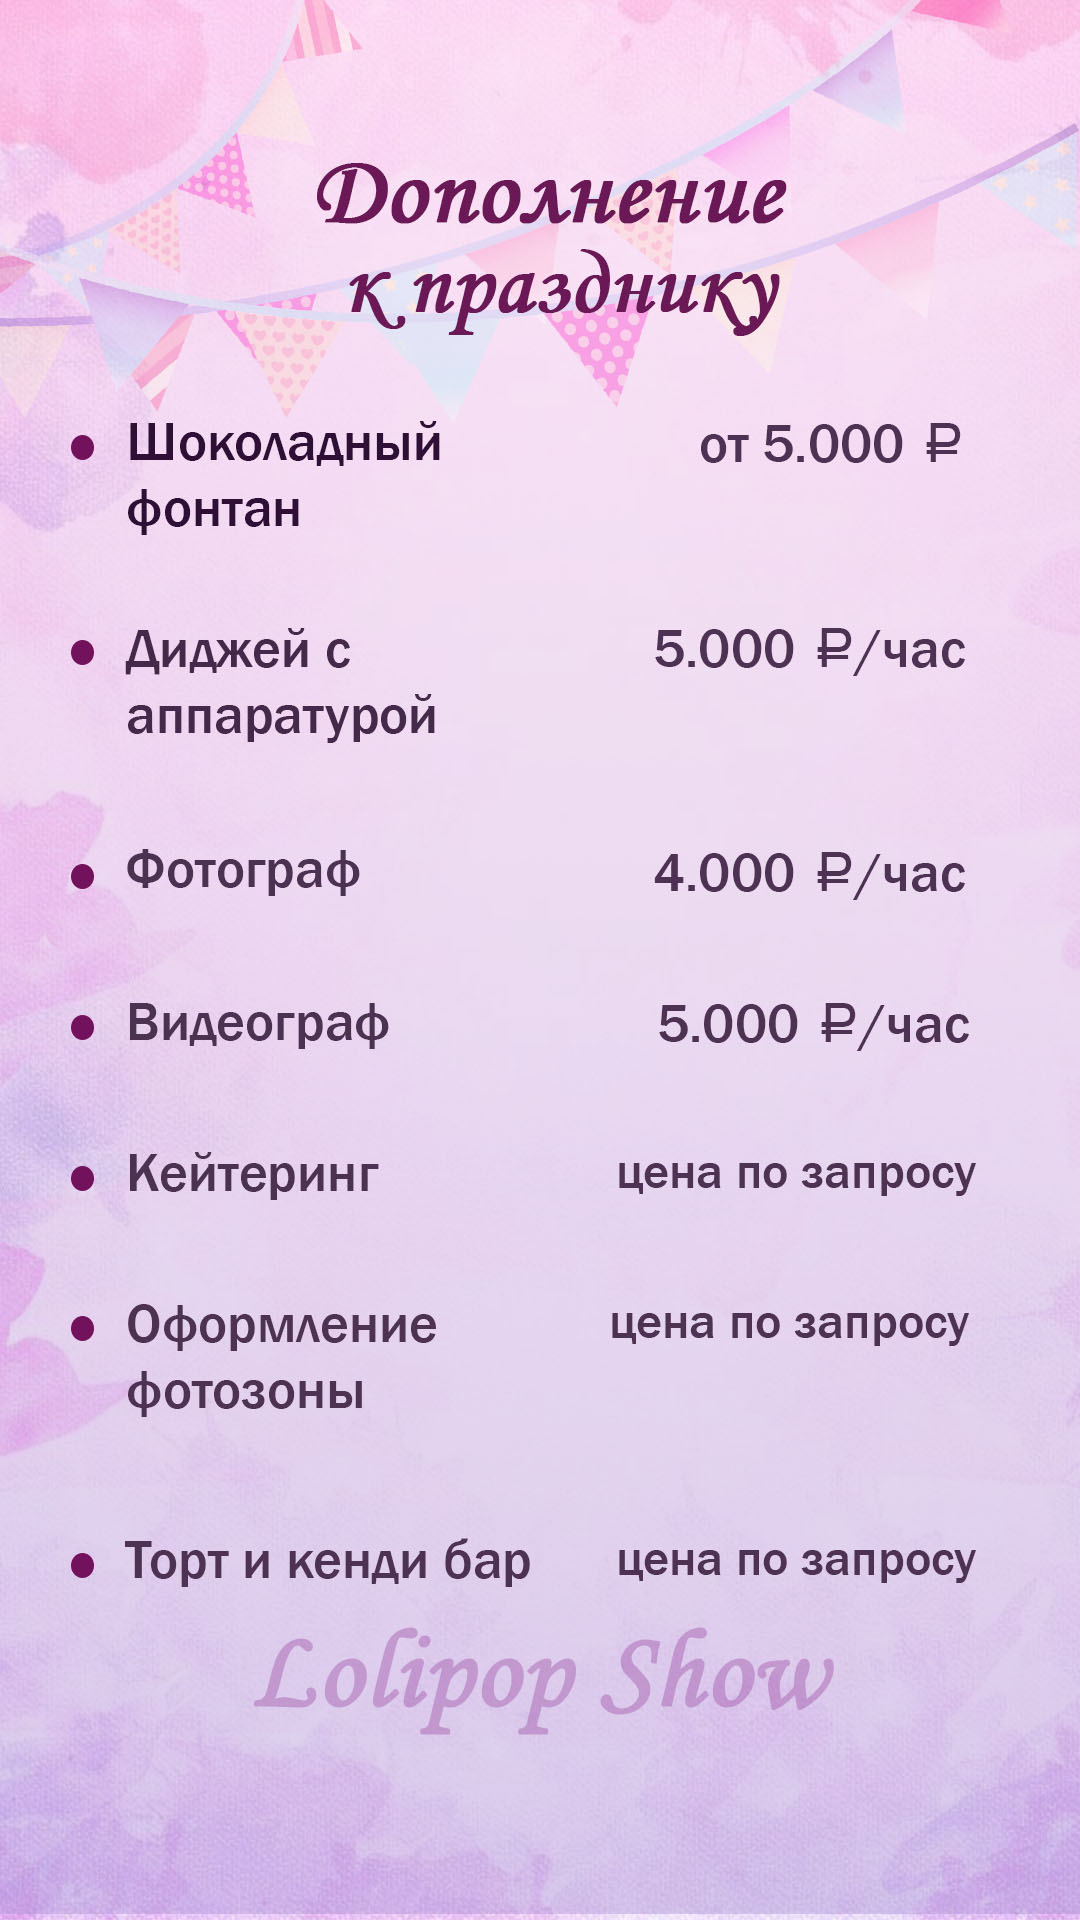 Дополнение
к празднику
• Шоколадный от 5.000 ₽
фонтан
• Диджей с 5.000 ₽/час
аппаратурой
• Фотограф 4.000 ₽/час
• Видеограф 5.000 ₽/час
• Кейтеринг цена по запросу
• Оформление цена по запросу
фотозоны
• Торт и кенди бар цена по запросу
Lolipop Show